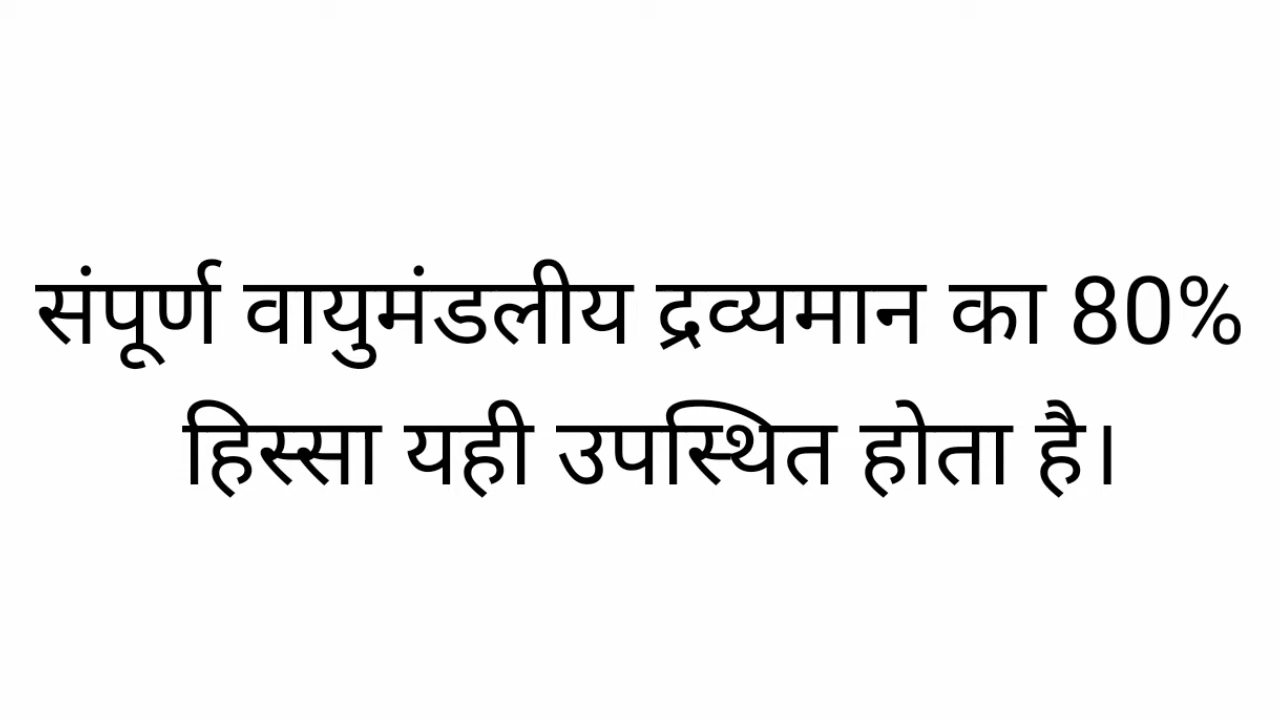 संपूर्ण वायुमंडलीय द्रव्यमान का 80%
हिस्सा यही उपस्थित होता है।